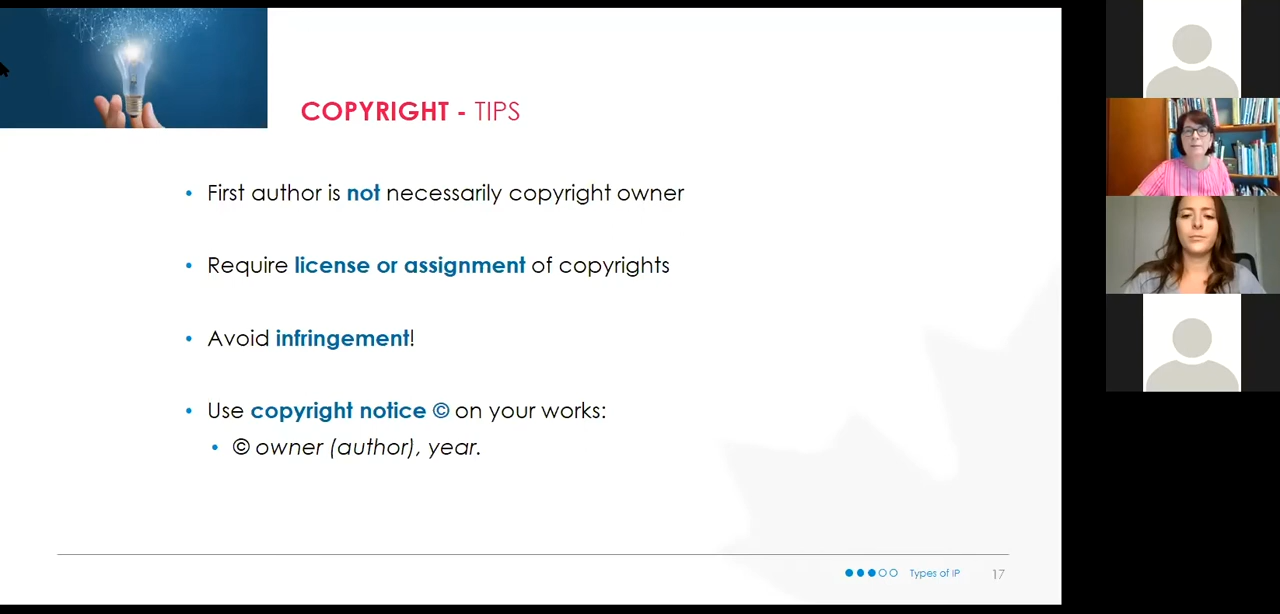 COPYRIGHT - TIPS
• First author is not necessarily copyright owner
• Require license or assignment of copyrights
• Avoid infringement!
• Use copyright notice © on your works:
• © owner (author), year.
Types of IP 17